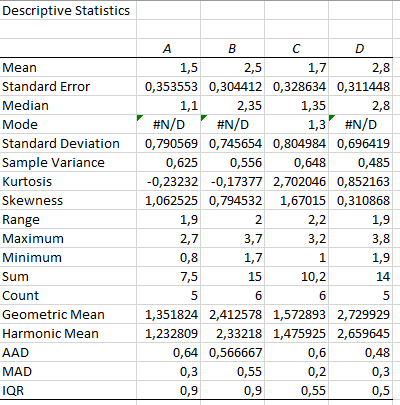 Descriptive Statistics
A B C D
Mean 1,5 2,5 1,7 2,8
Standard Error 0,353553 0,304412 0,328634 0,311448
Median 1,1 2,35 1,35 2,8
Mode #N/D #N/D 1,3 #N/D
Standard Deviation 0,790569 0,745654 0,804984 0,696419
Sample Variance 0,625 0,556 0,648 0,485
Kurtosis -0,23232 -0,17377 2,702046 0,852163
Skewness 1,062525 0,794532 1,67015 0,310868
Range 1,9 2 2,2 1,9
Maximum 2,7 3,7 3,2 3,8
Minimum 0,8 1,7 1 1,9
Sum 7,5 15 10,2 14
Count 5 6 6 5
Geometric Mean 1,351824 2,412578 1,572893 2,729929
Harmonic Mean 1,232809 2,33218 1,475925 2,659645
AAD 0,64 0,566667 0,6 0,48
MAD 0,3 0,55 0,2 0,3
IQR 0,9 0,9 0,55 0,5